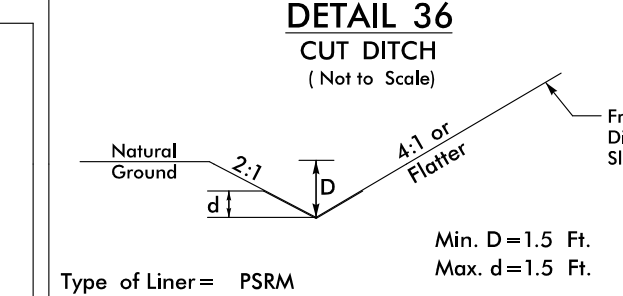 DETAIL 36
CUT DITCH
( Not to Scale)
Natural
Ground
2:1
D
d
4:1 or
Flatter
Min. D=1.5 Ft.
Max. d=1.5 Ft.
Type of Liner= PSRM